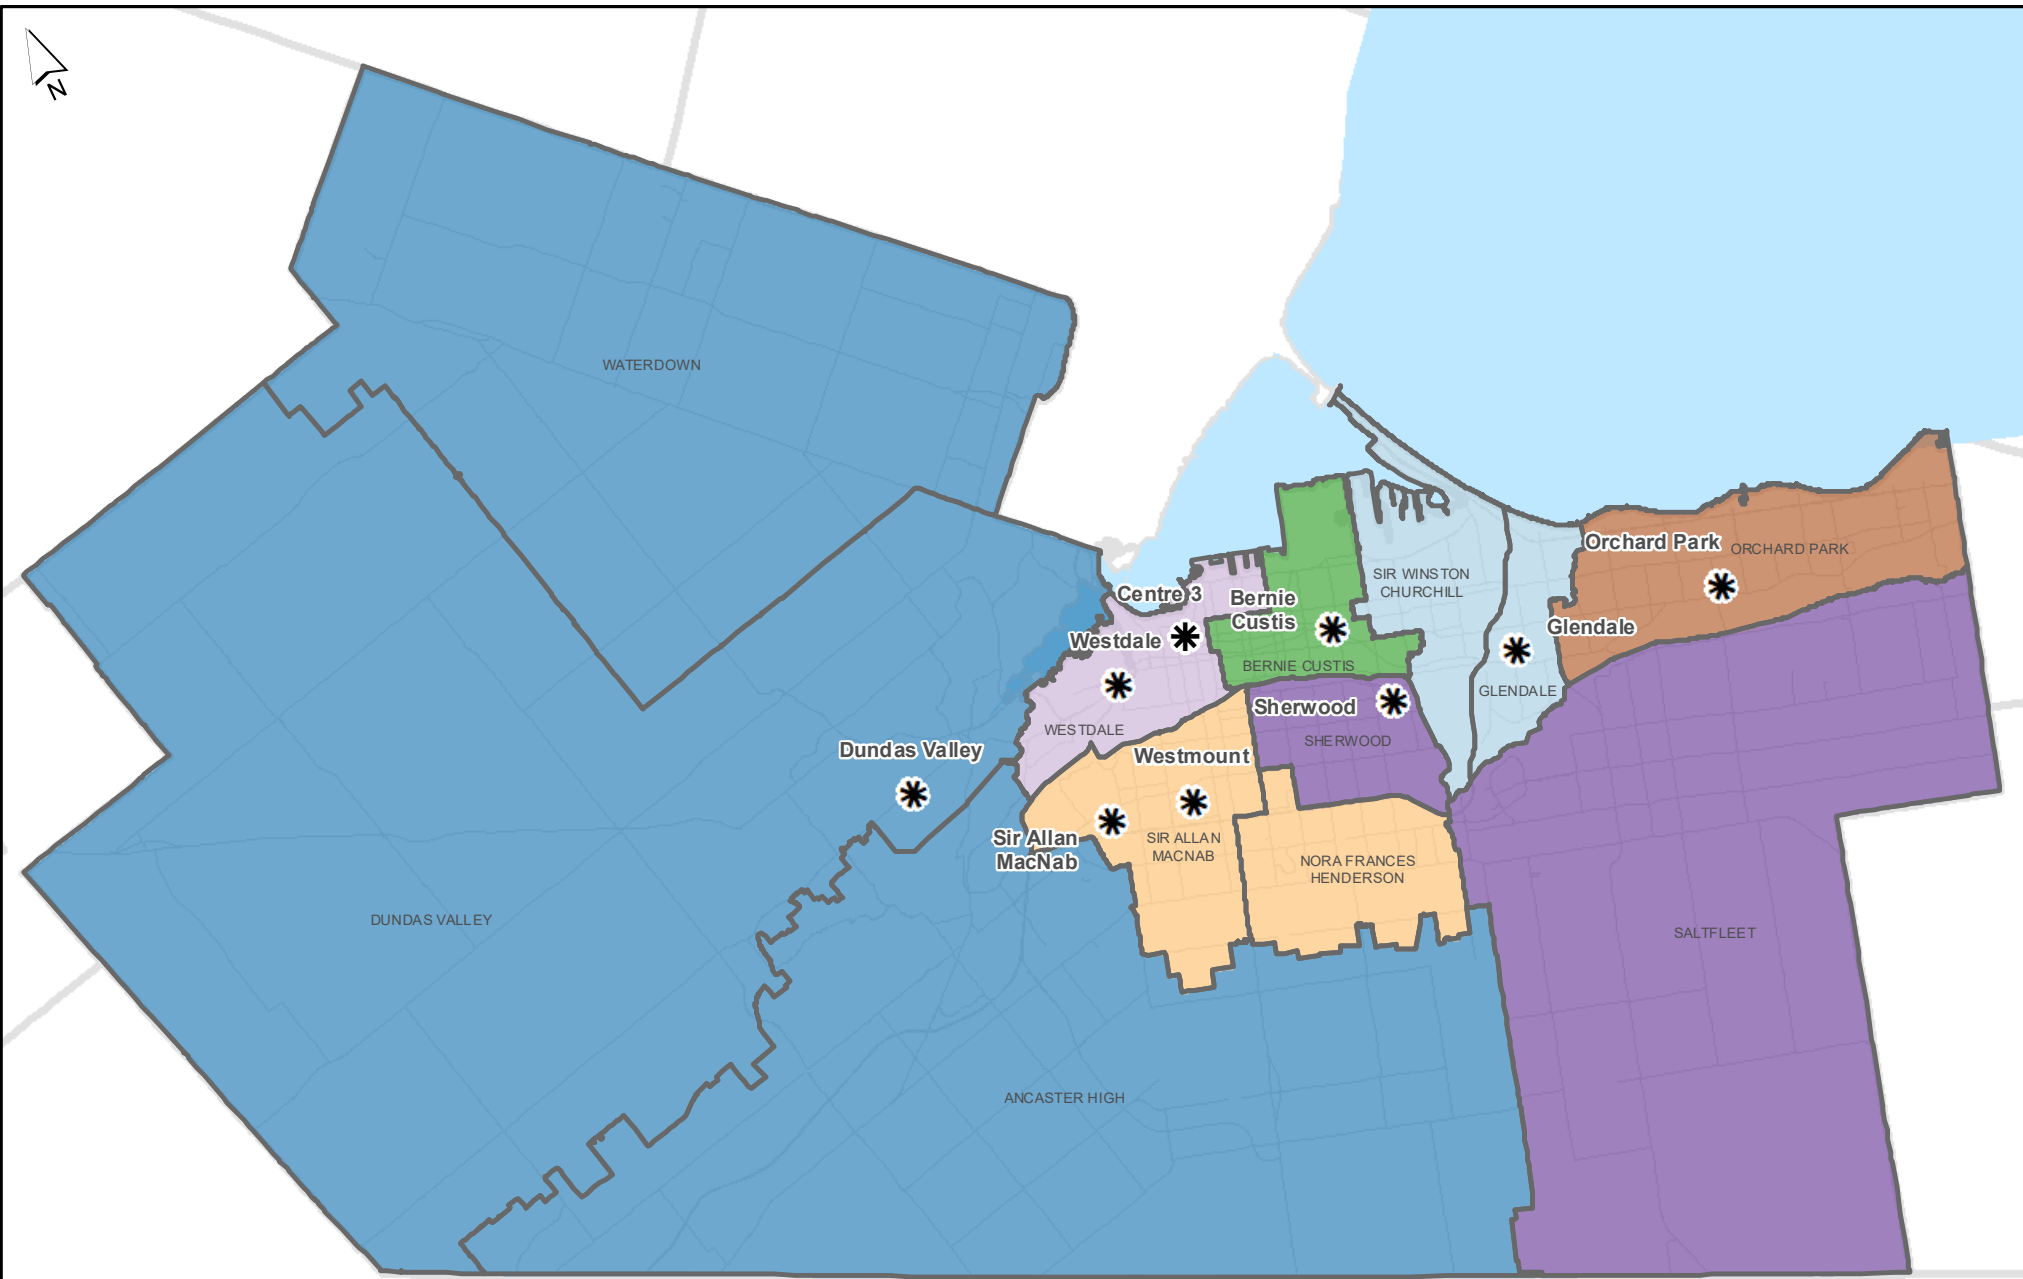 N
WATERDOWN
Orchard Park
ORCHARD PARK
SIR WINSTON
CHURCHILL
Centre 3
Bernie
Custis
Glendale
Westdale
BERNIE CUSTIS
GLENDALE
Sherwood
WESTDALE
SHERWOOD
Dundas Valley
Westmount
Sir Allan
MacNab
SIR ALLAN
MACNAB
NORA FRANCES
HENDERSON
DUNDAS VALLEY
SALTFLEET
ANCASTER HIGH